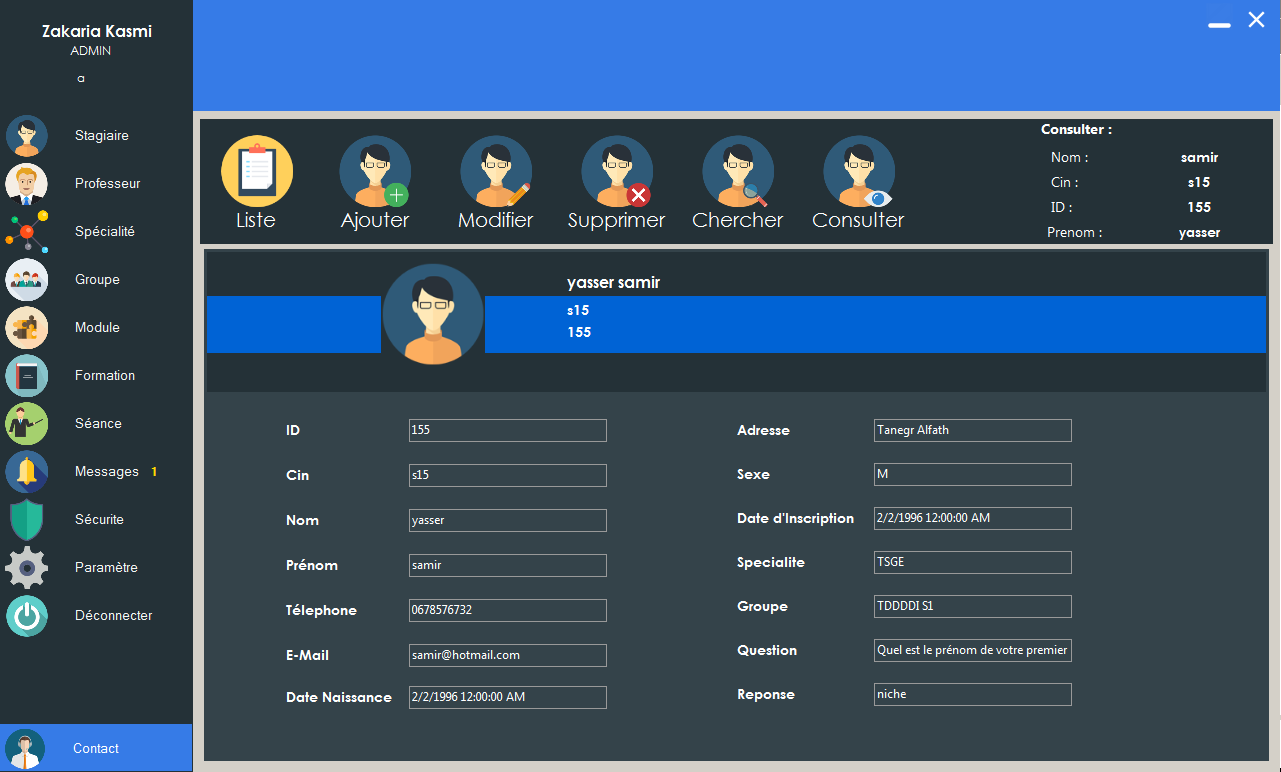 Zakaria Kasmi
ADMIN
a
Stagiaire
Professeur
Spécialité
Groupe
Module
Formation
Séance
Messages 1
Sécurite
Paramètre
Déconnecter
Contact
Liste
Ajouter
Modifier
Supprimer
Chercher
Consulter
Consulter :
Nom : samir
Cin : s15
ID : 155
Prenom : yasser
yasser samir
s15
155
ID 155
Cin s15
Nom yasser
Prénom samir
Télephone 0678576732
E-Mail samir@hotmail.com
Date Naissance 2/2/1996 12:00:00 AM
Adresse Tanegr Alfath
Sexe M
Date d'Inscription 2/2/1996 12:00:00 AM
Specialite TSGE
Groupe TDDDDI S1
Question Quel est le prénom de votre premier
Reponse niche